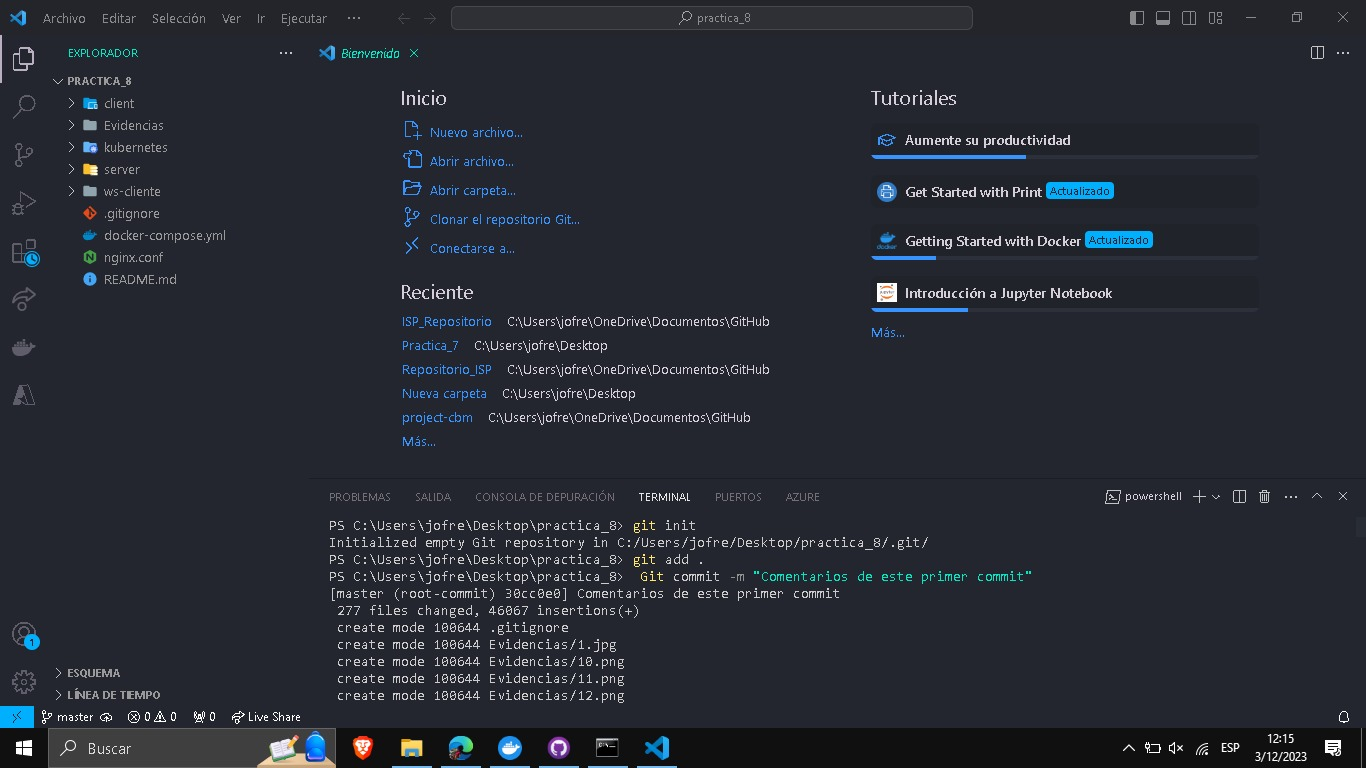 Archivo Editar Selección Ver Ir Ejecutar ···
practica_8
EXPLORADOR
PRACTICA_8
client
Evidencias
kubernetes
server
ws-cliente
.gitignore
docker-compose.yml
nginx.conf
README.md
ESQUEMA
LÍNEA DE TIEMPO
Bienvenido
Inicio
Nuevo archivo...
Abrir archivo...
Abrir carpeta...
Clonar el repositorio Git...
Conectarse a...
Reciente
ISP_Repositorio C:\Users\jofre\OneDrive\Documentos\GitHub
Practica_7 C:\Users\jofre\Desktop
Repositorio_ISP C:\Users\jofre\OneDrive\Documentos\GitHub
Nueva carpeta C:\Users\jofre\Desktop
project-cbm C:\Users\jofre\OneDrive\Documentos\GitHub
Más...
Tutoriales
Aumente su productividad
Get Started with Print Actualizado
docker Getting Started with Docker Actualizado
Introducción a Jupyter Notebook
Más...
PROBLEMAS SALIDA CONSOLA DE DEPURACIÓN TERMINAL PUERTOS AZURE
powershell
PS C:\Users\jofre\Desktop\practica_8> git init
Initialized empty Git repository in C:/Users/jofre/Desktop/practica_8/.git/
PS C:\Users\jofre\Desktop\practica_8> git add .
PS C:\Users\jofre\Desktop\practica_8>  Git commit -m "Comentarios de este primer commit"
[master (root-commit) 30cc0e0] Comentarios de este primer commit
 277 files changed, 46067 insertions(+)
 create mode 100644 .gitignore
 create mode 100644 Evidencias/1.jpg
 create mode 100644 Evidencias/10.png
 create mode 100644 Evidencias/11.png
 create mode 100644 Evidencias/12.png
1
master 0 0 0 Live Share
Buscar
ESP
12:15
3/12/2023